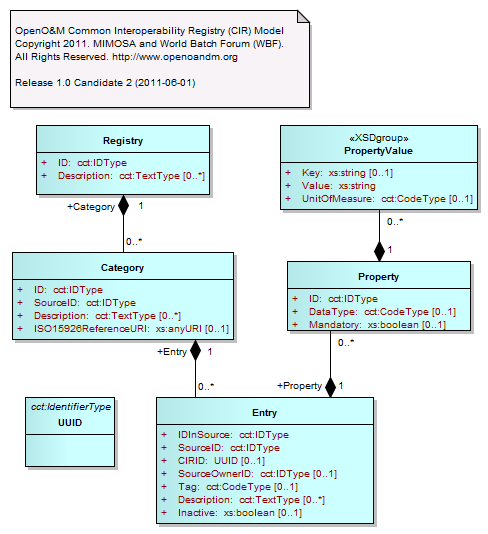 OpenO&M Common Interoperability Registry (CIR) Model
Copyright 2011. MIMOSA and World Batch Forum (WBF).
All Rights Reserved. http://www.openoandm.org
Release 1.0 Candidate 2 (2011-06-01)
Registry
+ ID: cct:IDType
+ Description: cct:TextType [0..*]
«XSDgroup»
PropertyValue
+ Key: xs:string [0..1]
+ Value: xs:string
+ UnitOfMeasure: cct:CodeType [0..1]
+Category 1
0..*
0..*
1
Category
+ ID: cct:IDType
+ SourceID: cct:IDType
+ Description: cct:TextType [0..*]
+ ISO15926ReferenceURI: xs:anyURI [0..1]
Property
+ ID: cct:IDType
+ DataType: cct:CodeType [0..1]
+ Mandatory: xs:boolean [0..1]
+Entry 1
0..*
0..*
+Property 1
cct:IdentifierType
UUID
Entry
+ IDInSource: cct:IDType
+ SourceID: cct:IDType
+ CIRID: UUID [0..1]
+ SourceOwnerID: cct:IDType [0..1]
+ Tag: cct:CodeType [0..1]
+ Description: cct:TextType [0..*]
+ Inactive: xs:boolean [0..1]